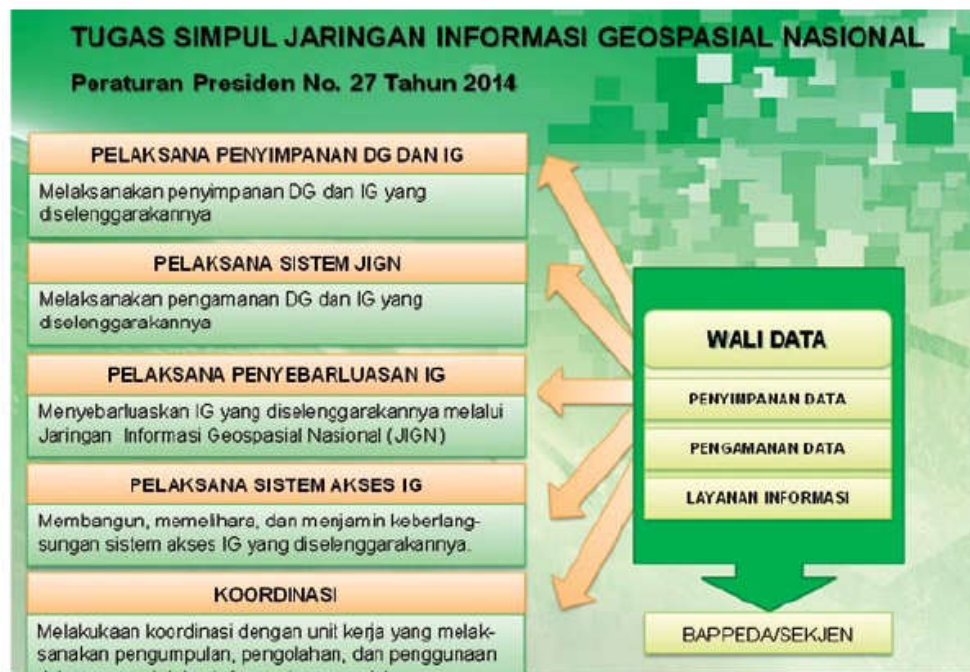 TUGAS SIMPUL JARINGAN INFORMASI GEOSPASIAL NASIONAL
Peraturan Presiden No. 27 Tahun 2014
PELAKSANA PENYIMPANAN DG DAN IG
Melaksanakan penyimpanan DG dan IG yang
diselenggarakannya
PELAKSANA SISTEM JIGN
Melaksanakan pengamanan DG dan IG yang
diselenggarakannya
PELAKSANA PENYEBARLUASAN IG
Menyebarluaskan IG yang diselenggarakannya melalui
Jaringan Informasi Geospasial Nasional (JIGN)
PELAKSANA SISTEM AKSES IG
Membangun, memelihara, dan menjamin keberlang-
sungan sistem akses IG yang diselenggarakannya.
KOORDINASI
Melakukaan koordinasi dengan unit kerja yang melak-
sanakan pengumpulan, pengolahan, dan penggunaan
WALI DATA
PENYIMPANAN DATA
PENGAMANAN DATA
LAYANAN INFORMASI
BAPPEDA/SEKJEN